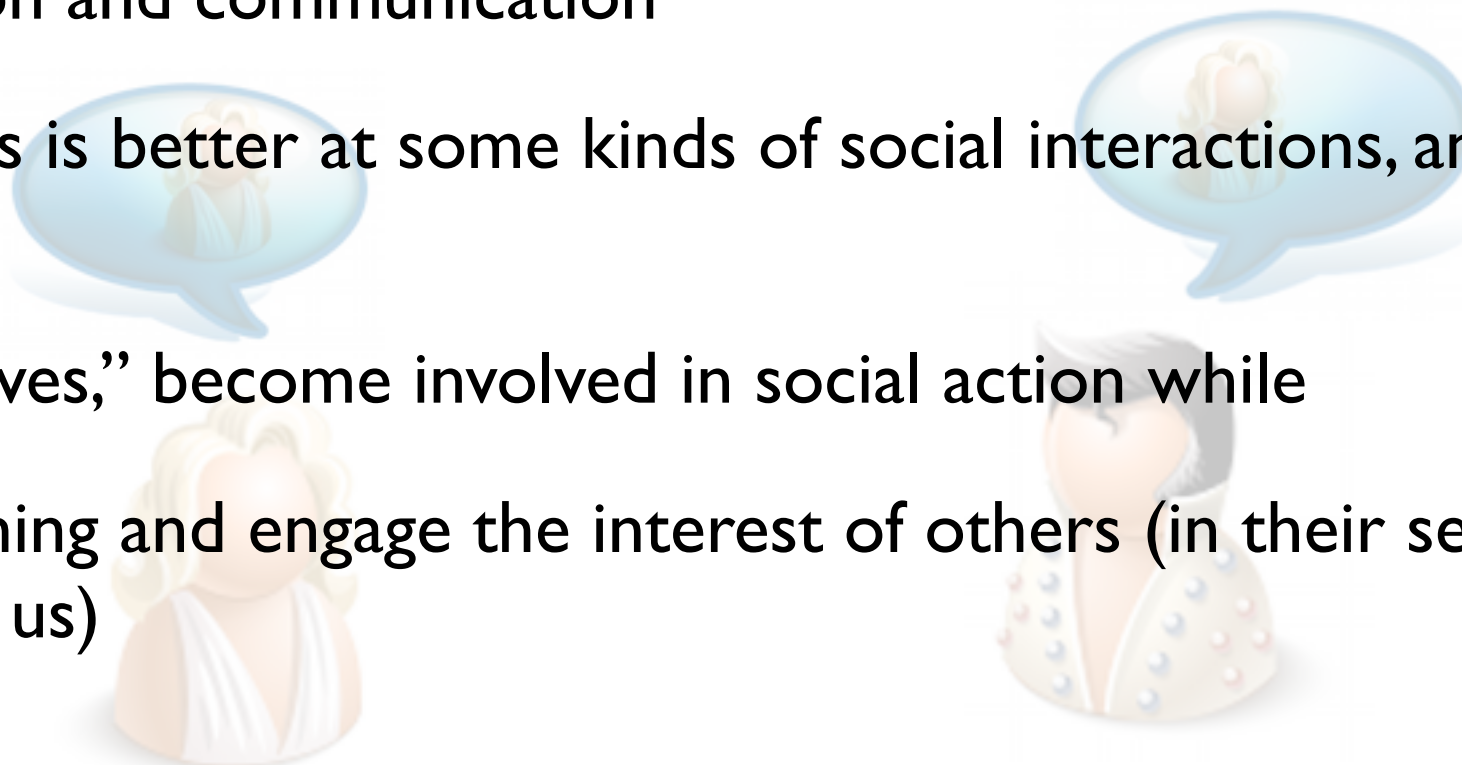 on and communication
s is better at some kinds of social interactions, an
ves,” become involved in social action while
ning and engage the interest of others (in their se
us)